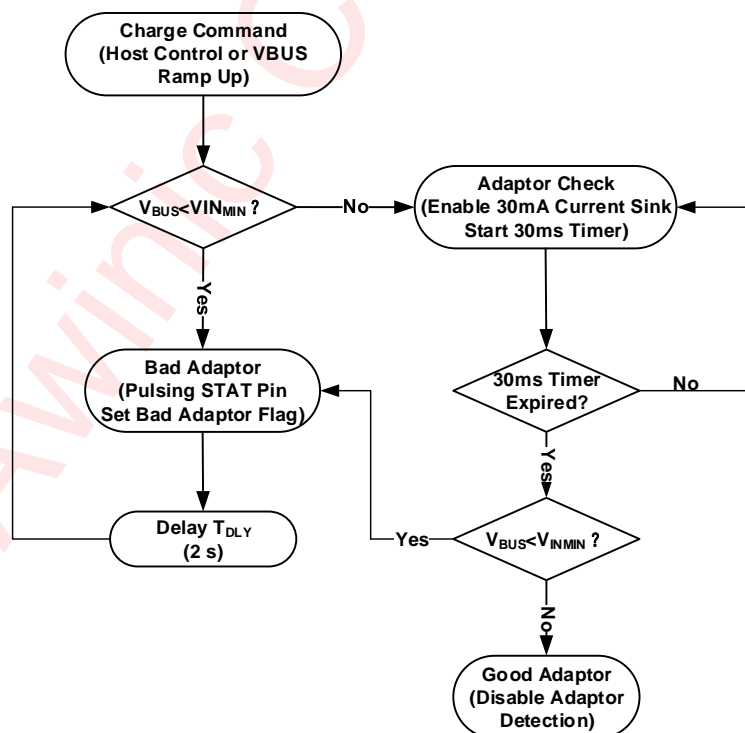 Charge Command
(Host Control or VBUS
Ramp Up)
VBUS<VINMIN ?
No
Yes
Adaptor Check
(Enable 30mA Current Sink
Start 30ms Timer)
Bad Adaptor
(Pulsing STAT Pin
Set Bad Adaptor Flag)
30ms Timer
Expired?
No
Yes
Delay TDLY
(2 s)
VBUS<VINMIN ?
Yes
No
Good Adaptor
(Disable Adaptor
Detection)
Awinic C